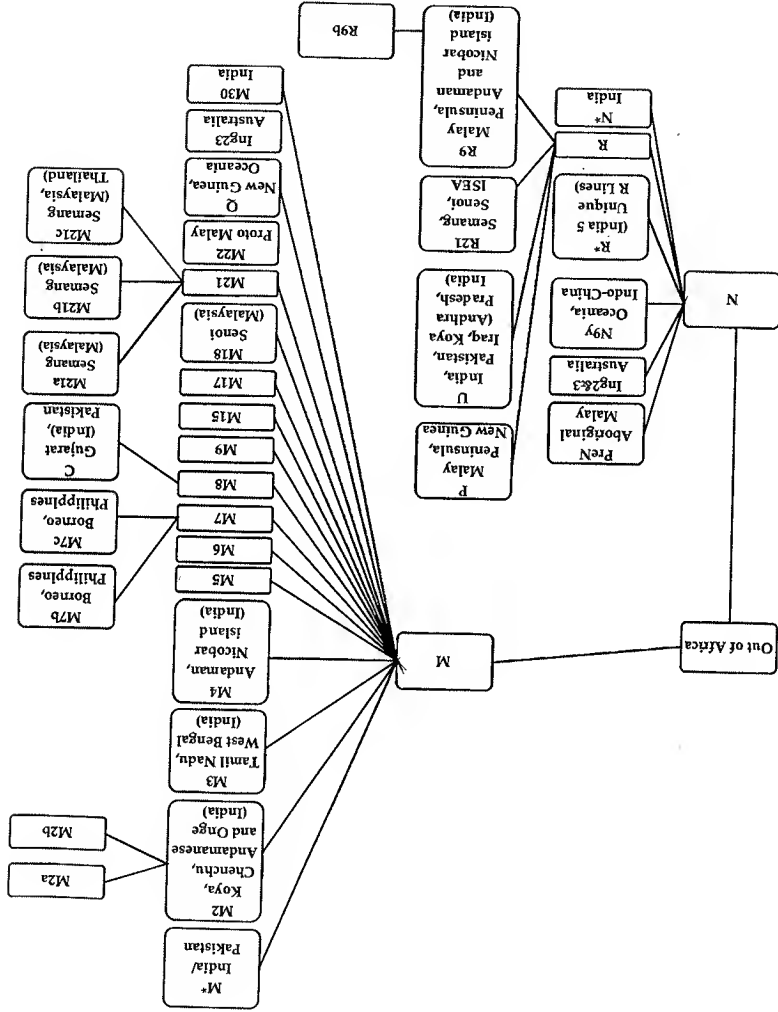 Out of Africa
M
M*
India/
Pakistan
M2
Koya,
Chenchu,
Andamanese
and Onge
(India)
M2a
M2b
M3
Tamil Nadu,
West Bengal
(India)
M4
Andaman,
Nicobar
island
(India)
M5
M6
M7
M7b
Borneo,
Philippines
M7c
Borneo,
Philippines
M8
C
Gujarat
(India),
Pakistan
M9
M15
M17
M18
Senoi
(Malaysia)
M21
M21a
Semang
(Malaysia)
M21b
Semang
(Malaysia)
M21c
Semang
(Malaysia,
Thailand)
M22
Proto Malay
Q
New Guinea,
Oceania
Ing23
Australia
M30
India
N
PreN
Aboriginal
Malay
Ing2&3
Australia
N9y
Oceania,
Indo-China
R*
(India 5
Unique
R Lines)
R
N*
India
P
Malay
Peninsula,
New Guinea
U
India,
Pakistan,
Iraq, Koya
(Andhra
Pradesh,
India)
R21
Semang,
Senoi,
ISEA
R9
Malay
Peninsula,
Andaman
and
Nicobar
island
(India)
R9b